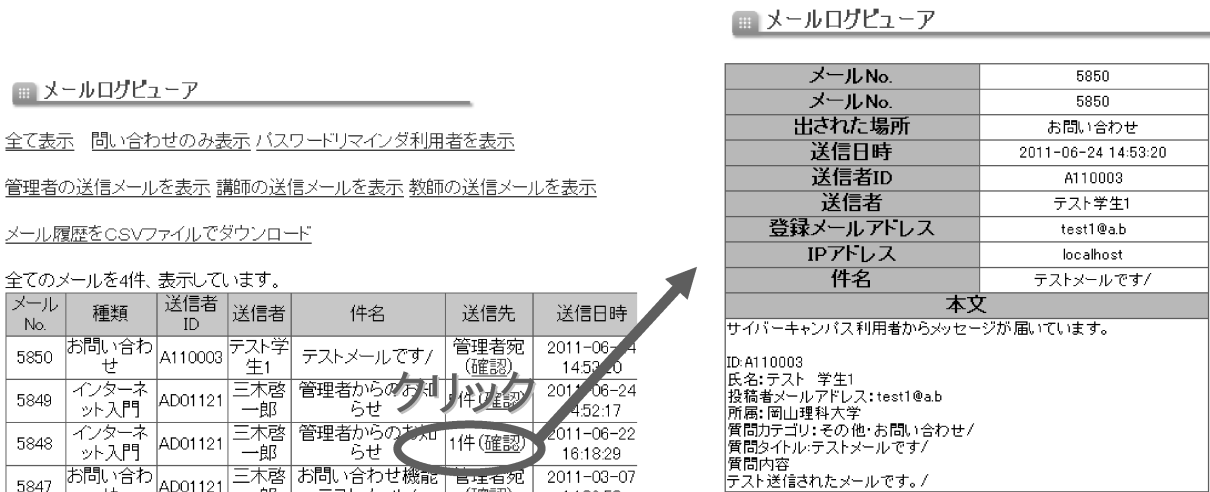 メールログビューア
全て表示 問い合わせのみ表示 パスワードリマインダ利用者を表示
管理者の送信メールを表示 講師の送信メールを表示 教師の送信メールを表示
メール履歴をCSVファイルでダウンロード
全てのメールを4件、表示しています。
メールNo. 種類 送信者ID 送信者 件名 送信先 送信日時
5850 お問い合わせ A110003 テスト学生1 テストメールです/ 管理者宛(確認) 2011-06-24 14:53:20
5849 インターネット入門 AD01121 三木啓一郎 管理者からのお知らせ 件(確認) 2011-06-24 14:52:17
5848 インターネット入門 AD01121 三木啓一郎 管理者からのお知らせ 1件(確認) 2011-06-22 16:18:29
5847 お問い合わ AD01121 三木啓 お問い合わせ機能 管理者宛 2011-03-07
クリック
メールログビューア
メールNo. 5850
メールNo. 5850
出された場所 お問い合わせ
送信日時 2011-06-24 14:53:20
送信者ID A110003
送信者 テスト学生1
登録メールアドレス test1@a.b
IPアドレス localhost
件名 テストメールです/
本文
サイバーキャンパス利用者からメッセージが届いています。
ID:A110003
氏名:テスト 学生1
投稿者メールアドレス:test1@a.b
所属:岡山理科大学
質問カテゴリ:その他・お問い合わせ/
質問タイトル:テストメールです/
質問内容
テスト送信されたメールです。/